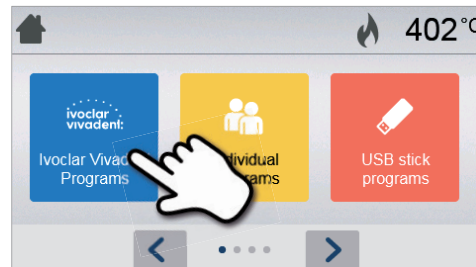 402 °C
ivoclar
vivadent:
Ivoclar Vivad
Programs
dividual
rams
USB stick
programs